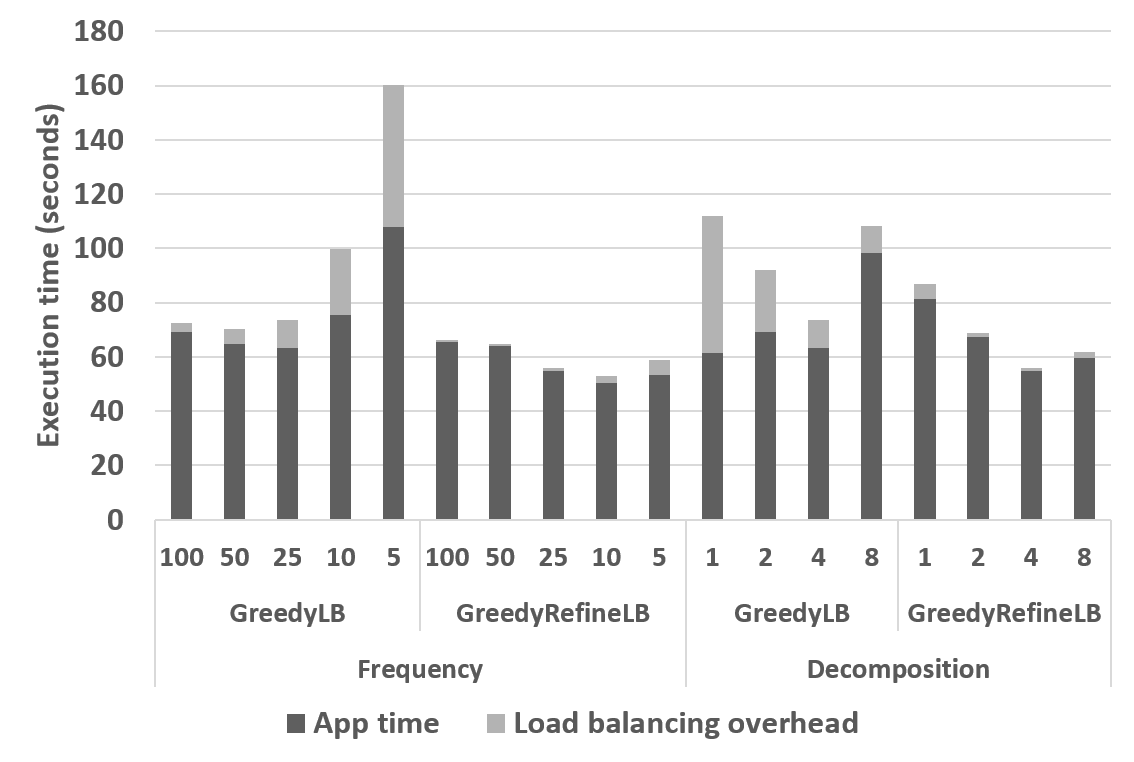 Execution time (seconds)
180
160
140
120
100
80
60
40
20
0
100 50 25 10 5 100 50 25 10 5 1 2 4 8 1 2 4 8
GreedyLB GreedyRefineLB GreedyLB GreedyRefineLB
Frequency Decomposition
App time Load balancing overhead